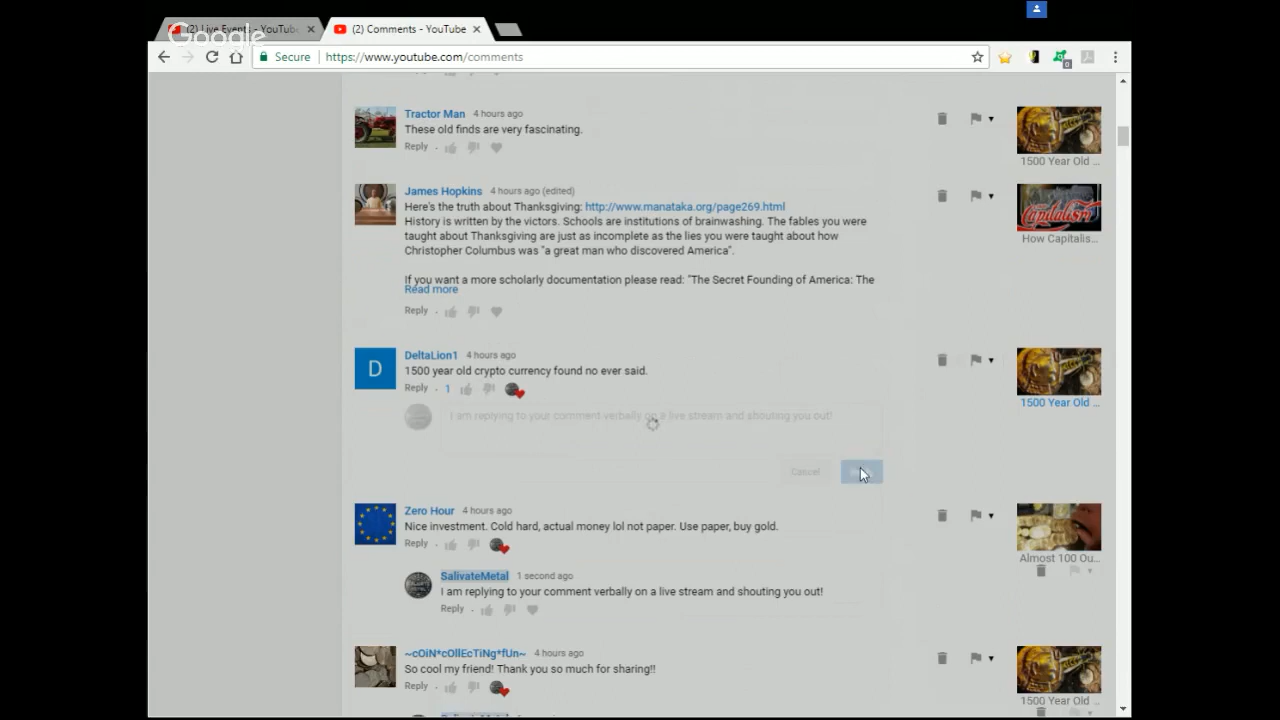 (2) Live Events - YouTube
(2) Comments - YouTube
Google
Secure
https://www.youtube.com/comments
0
Tractor Man 4 hours ago
These old finds are very fascinating.
Reply
1500 Year Old ...
James Hopkins 4 hours ago (edited)
Here's the truth about Thanksgiving: http://www.manataka.org/page269.html
History is written by the victors. Schools are institutions of brainwashing. The fables you were
taught about Thanksgiving are just as incomplete as the lies you were taught about how
Christopher Columbus was "a great man who discovered America".
If you want a more scholarly documentation please read: "The Secret Founding of America: The
Read more
Reply
Capitalism
How Capitalis...
D
DeltaLion1 4 hours ago
1500 year old crypto currency found no ever said.
Reply 1
1500 Year Old ...
I am replying to your comment verbally on a live stream and shouting you out!
Cancel
Zero Hour 4 hours ago
Nice investment. Cold hard, actual money lol not paper. Use paper, buy gold.
Reply
Almost 100 Ou...
SalivateMetal 1 second ago
I am replying to your comment verbally on a live stream and shouting you out!
Reply
~cOiN*cOllEcTiNg*fUn~ 4 hours ago
So cool my friend! Thank you so much for sharing!!
Reply
1500 Year Old ...